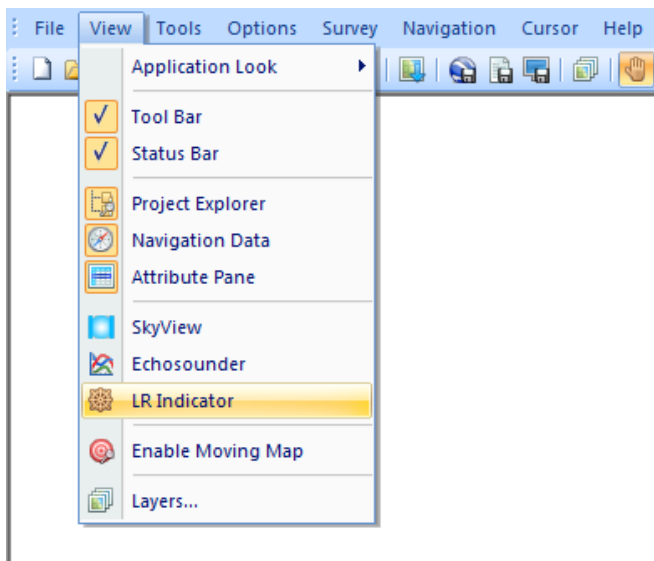 File View Tools Options Survey Navigation Cursor Help
Application Look
Tool Bar
Status Bar
Project Explorer
Navigation Data
Attribute Pane
SkyView
Echosounder
LR Indicator
Enable Moving Map
Layers...